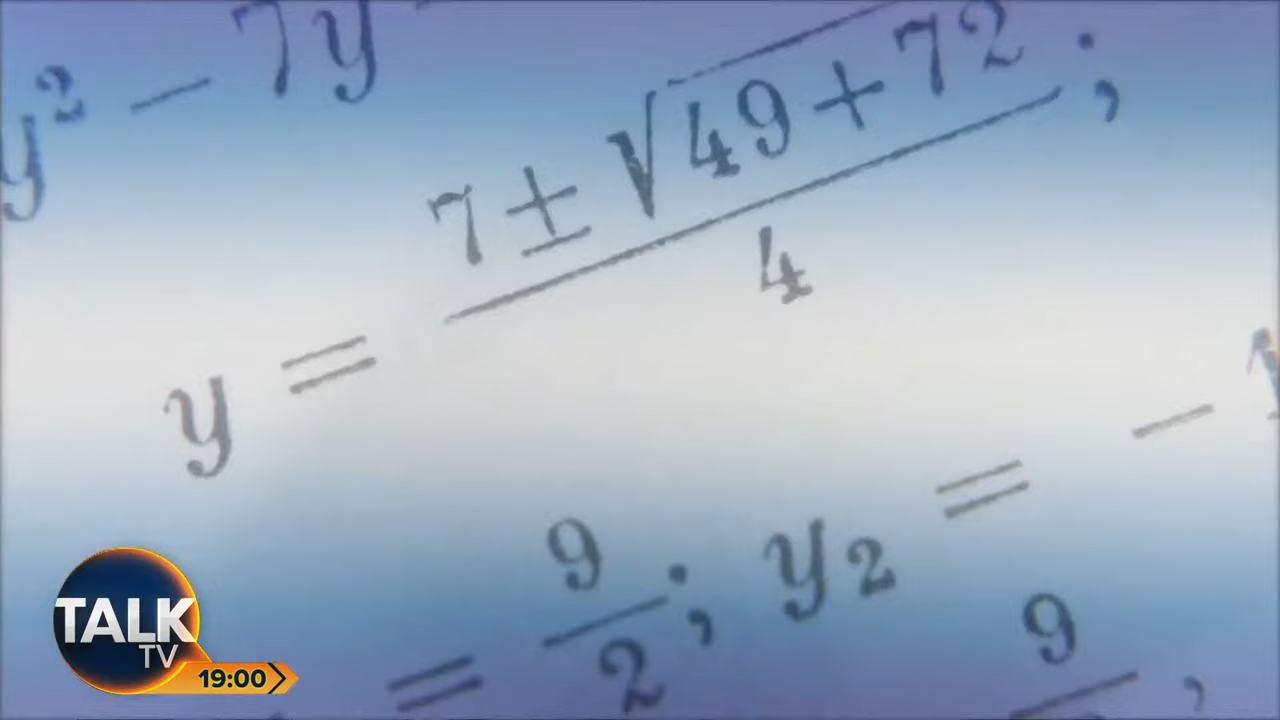 y² − 7y
y = 7 ± √49 + 72 / 4 ;
= 9/2 ; y₂ = −
9 ,
TALK
TV
19:00